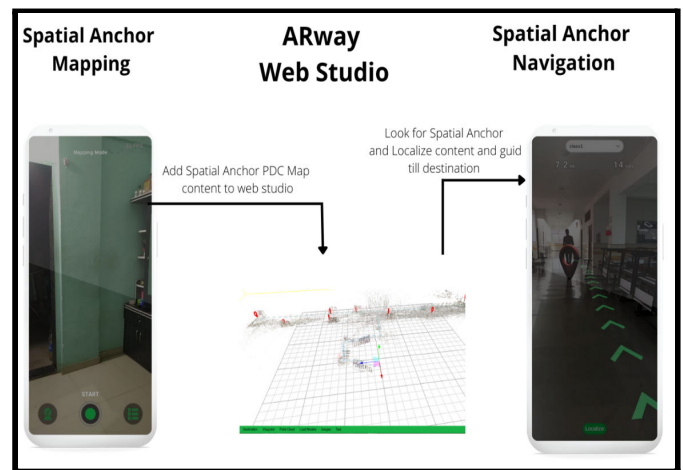 Spatial Anchor
Mapping
ARway
Web Studio
Spatial Anchor
Navigation
Mapping Mode
START
Add Spatial Anchor PDC Map
content to web studio
Look for Spatial Anchor
and Localize content and guid
till destination
Localize